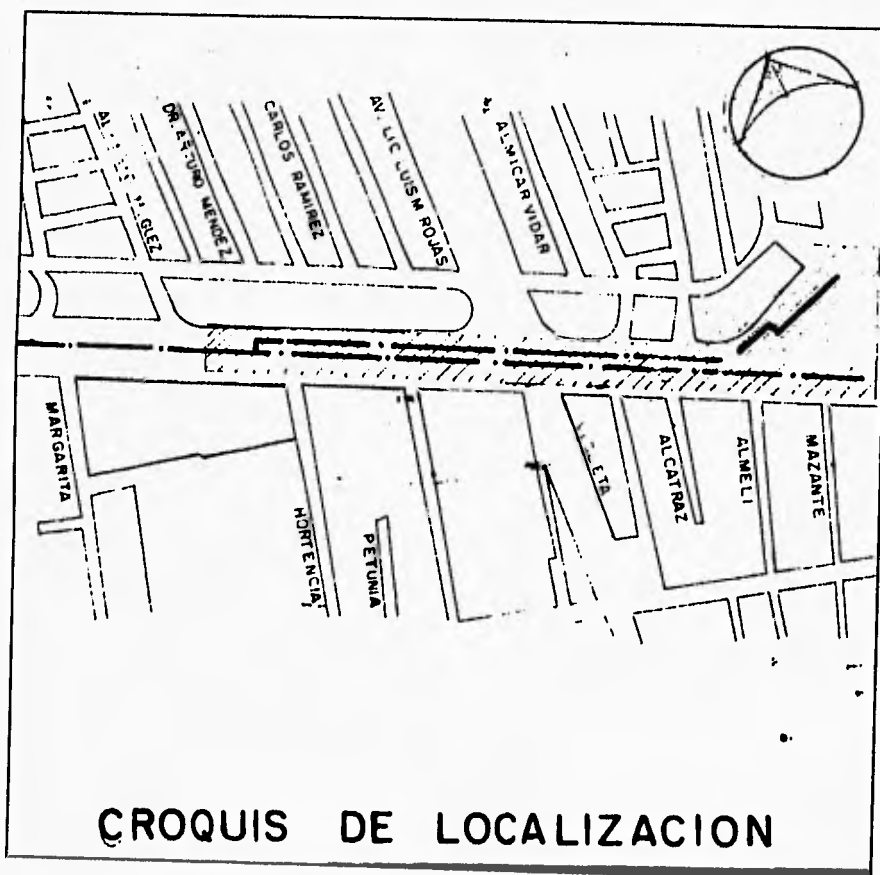 DR. ARTURO MENDEZ
CARLOS RAMIREZ
AV. LIC LUIS M ROJAS
ALMICAR VIDAR
MARGARITA
HORTENCIA
PETUNIA
ALCATRAZ
ALMELI
MAZANTE
CROQUIS DE LOCALIZACION